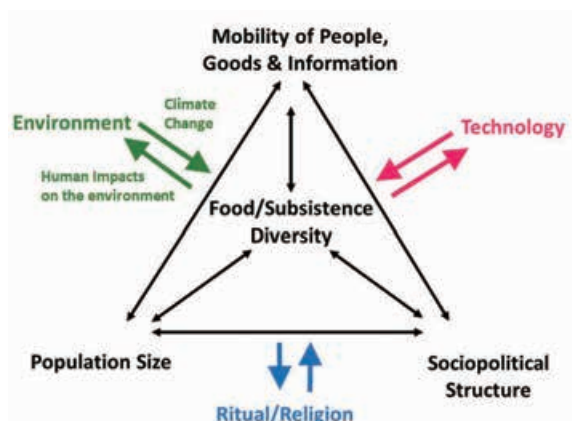 Mobility of People,
Goods & Information
Climate
Change
Environment
Technology
Human Impacts
on the environment
Food/Subsistence
Diversity
Population Size
Sociopolitical
Structure
Ritual/Religion